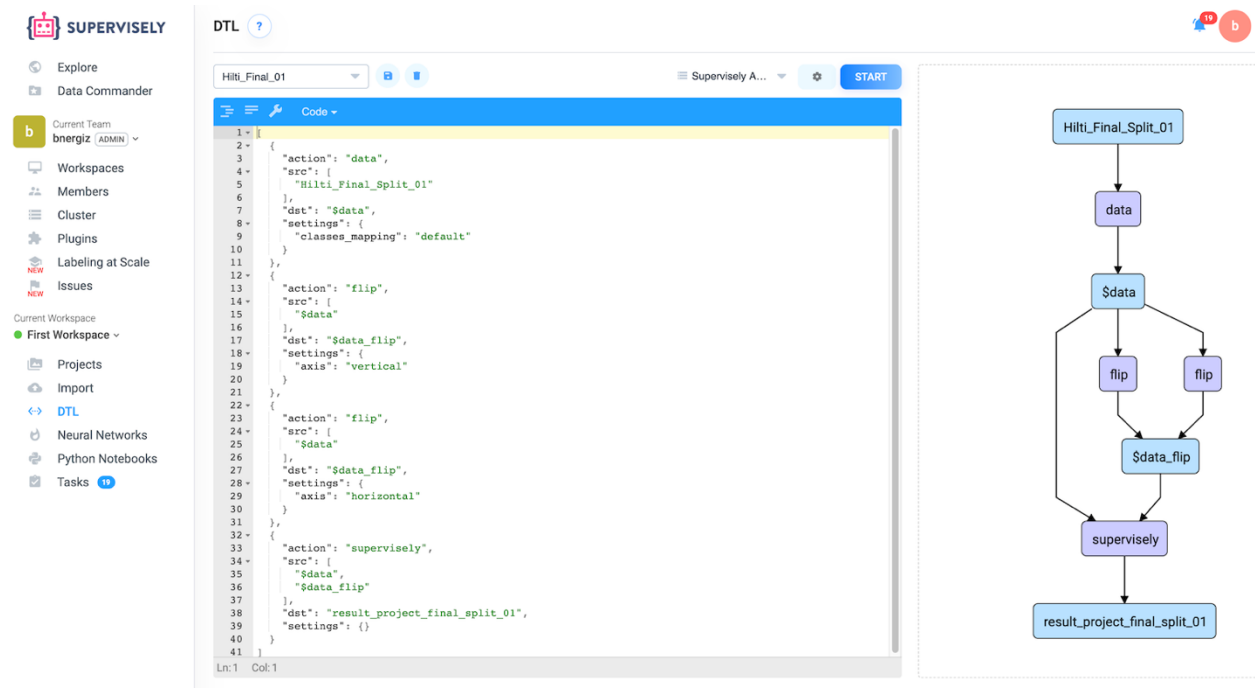 SUPERVISELY
Explore
Data Commander
b
Current Team
bnergiz ADMIN
Workspaces
Members
Cluster
Plugins
NEW
Labeling at Scale
NEW
Issues
Current Workspace
First Workspace
Projects
Import
DTL
Neural Networks
Python Notebooks
Tasks 19
DTL ?
19
b
Hilti_Final_01
Supervisely A...
START
Code
1 [
2 {
3 "action": "data",
4 "src": [
5 "Hilti_Final_Split_01"
6 ],
7 "dst": "$data",
8 "settings": {
9 "classes_mapping": "default"
10 }
11 },
12 {
13 "action": "flip",
14 "src": [
15 "$data"
16 ],
17 "dst": "$data_flip",
18 "settings": {
19 "axis": "vertical"
20 }
21 },
22 {
23 "action": "flip",
24 "src": [
25 "$data"
26 ],
27 "dst": "$data_flip",
28 "settings": {
29 "axis": "horizontal"
30 }
31 },
32 {
33 "action": "supervisely",
34 "src": [
35 "$data",
36 "$data_flip"
37 ],
38 "dst": "result_project_final_split_01",
39 "settings": {}
40 }
41 ]
Ln: 1 Col: 1
Hilti_Final_Split_01
data
$data
flip
flip
$data_flip
supervisely
result_project_final_split_01